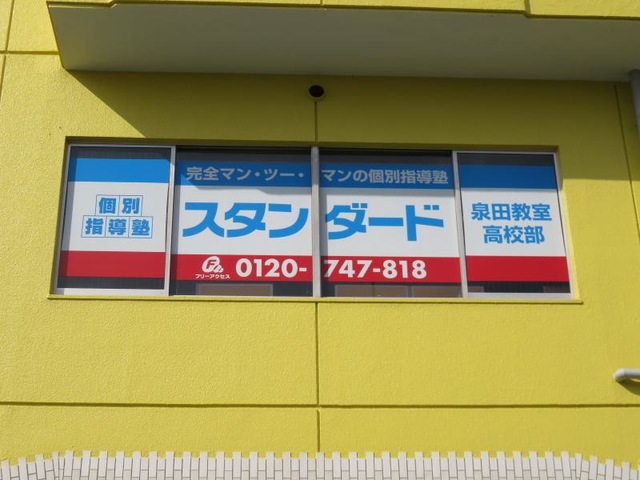 個別
指導塾
完全マン・ツー・マンの個別指導塾
スタンダード
フリーアクセス
0120-747-818
泉田教室
高校部